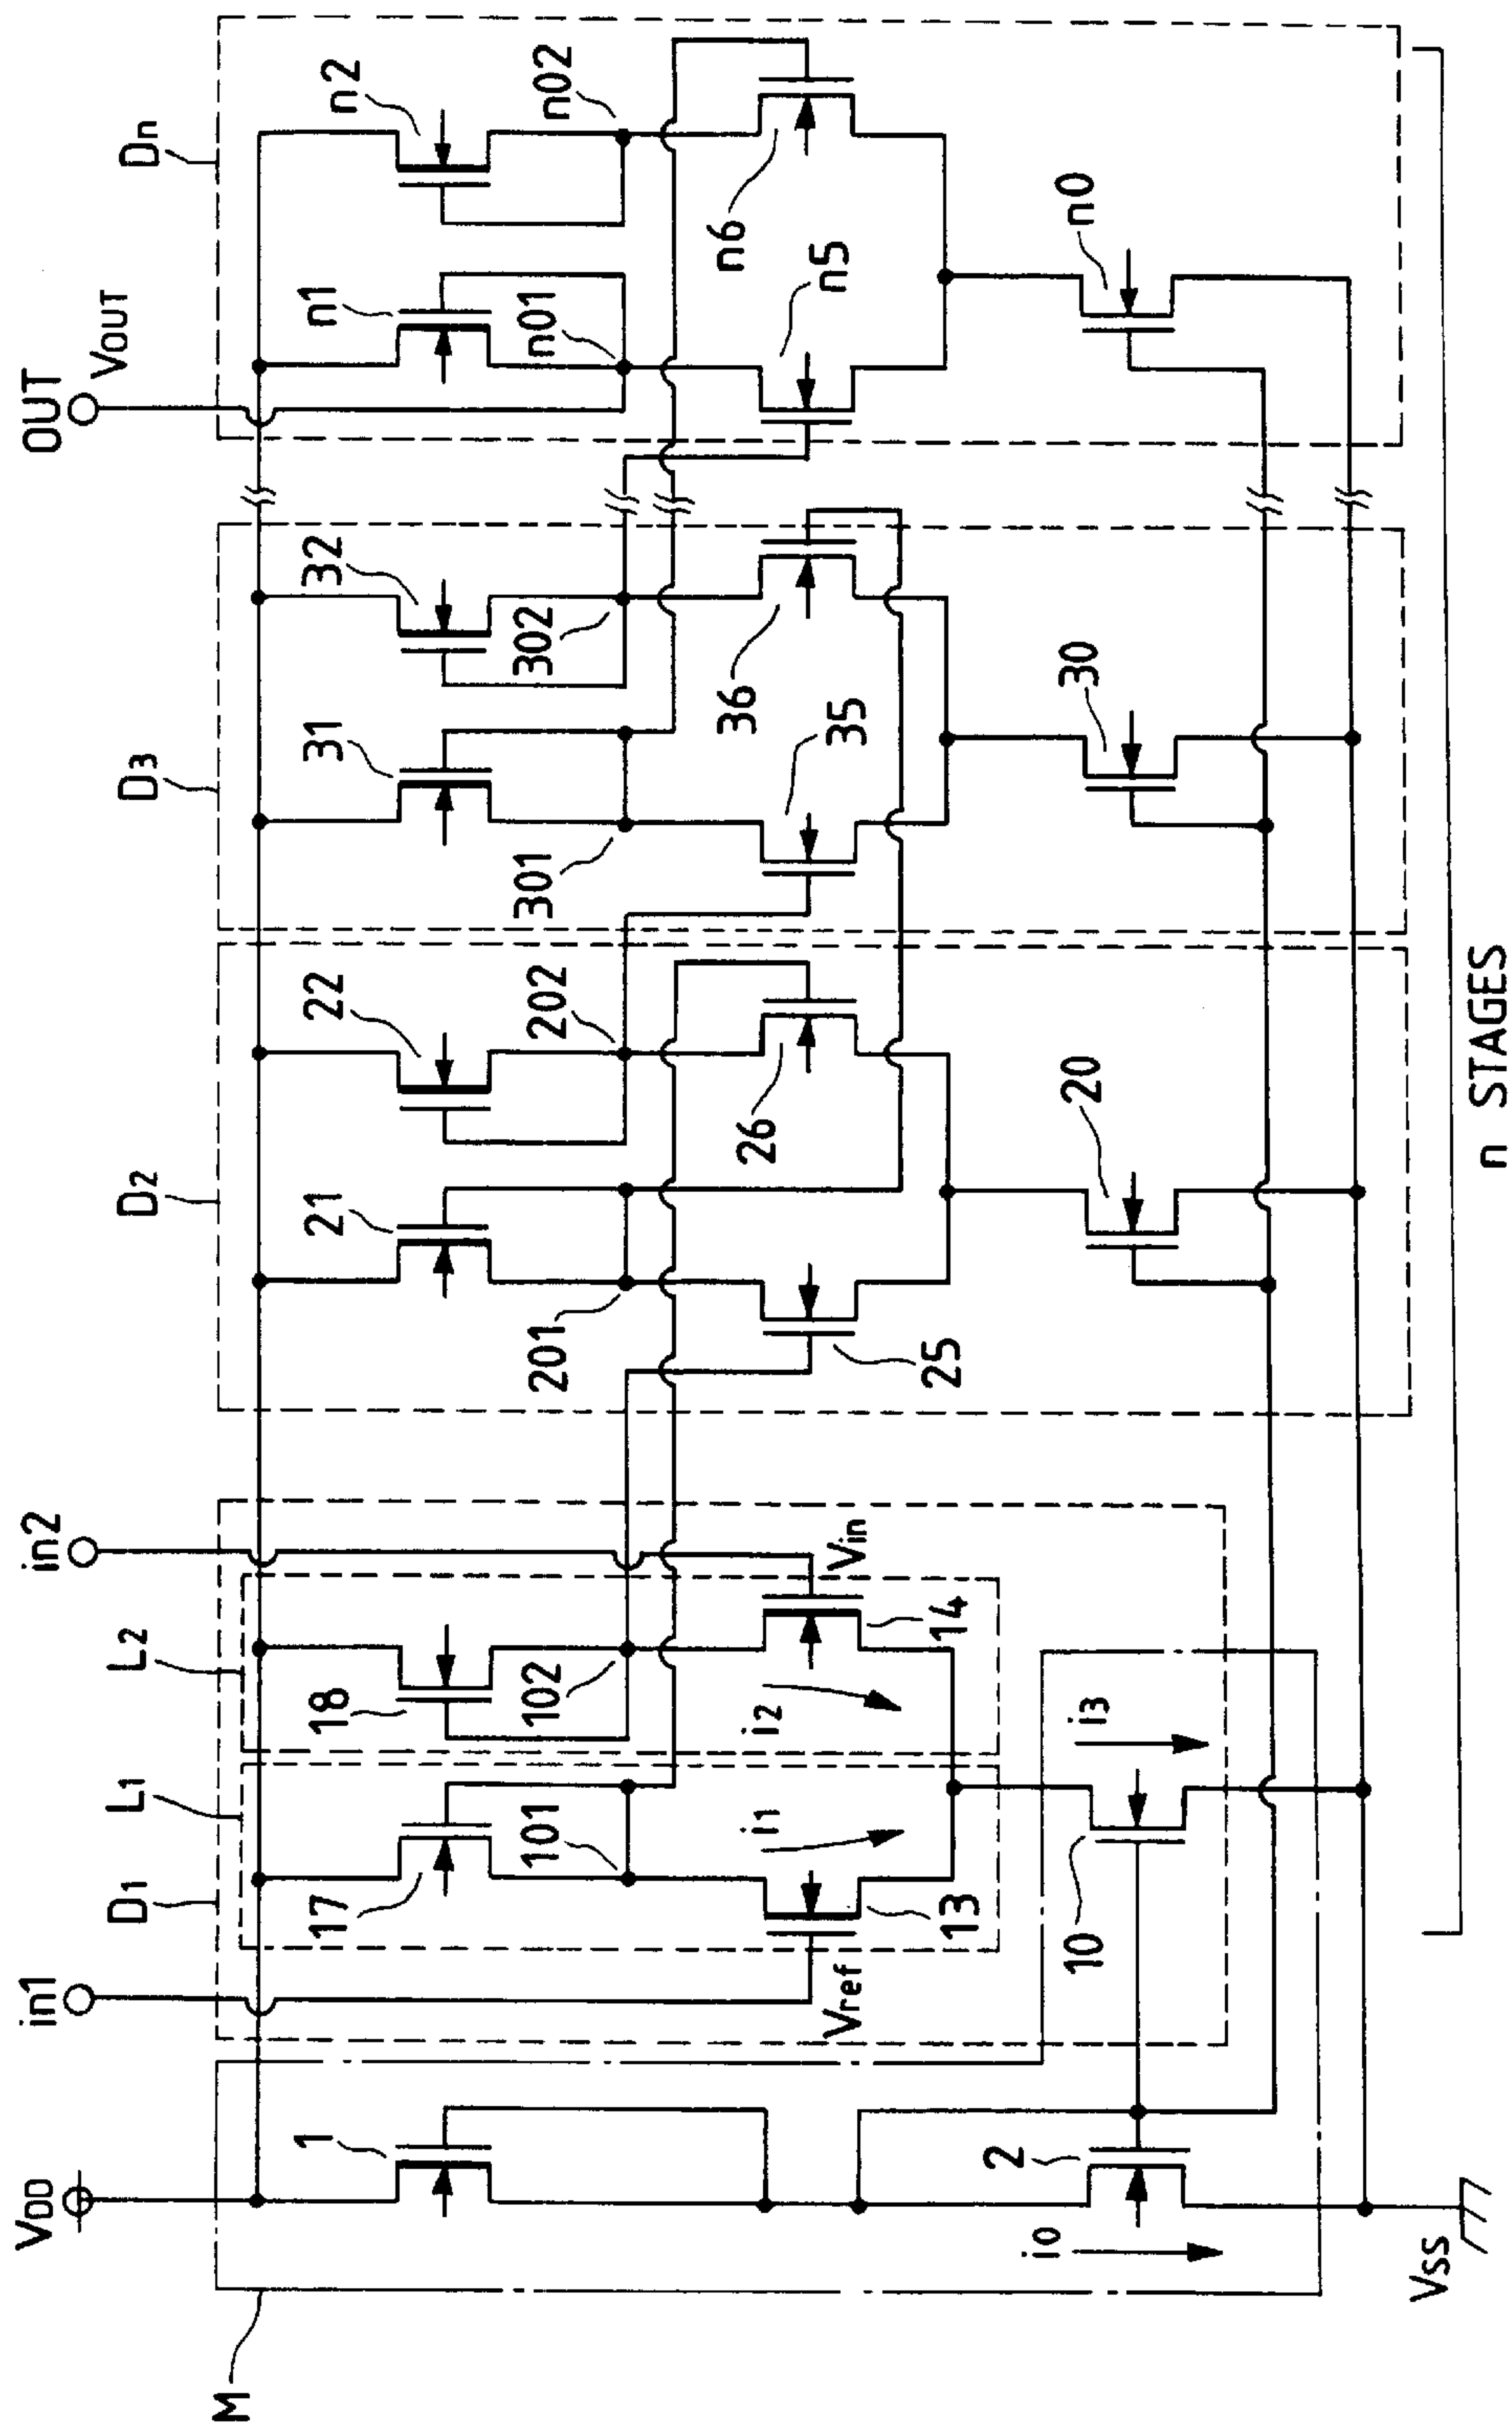 VDD
in1
in2
OUT
VOUT
M
D1
L1
L2
D2
D3
Dn
1
17
18
21
22
31
32
n1
n2
101
102
201
202
301
302
n01
n02
i1
i2
Vref
Vin
13
14
25
26
35
36
n5
n6
i0
2
10
i3
20
30
n0
VSS
n STAGES